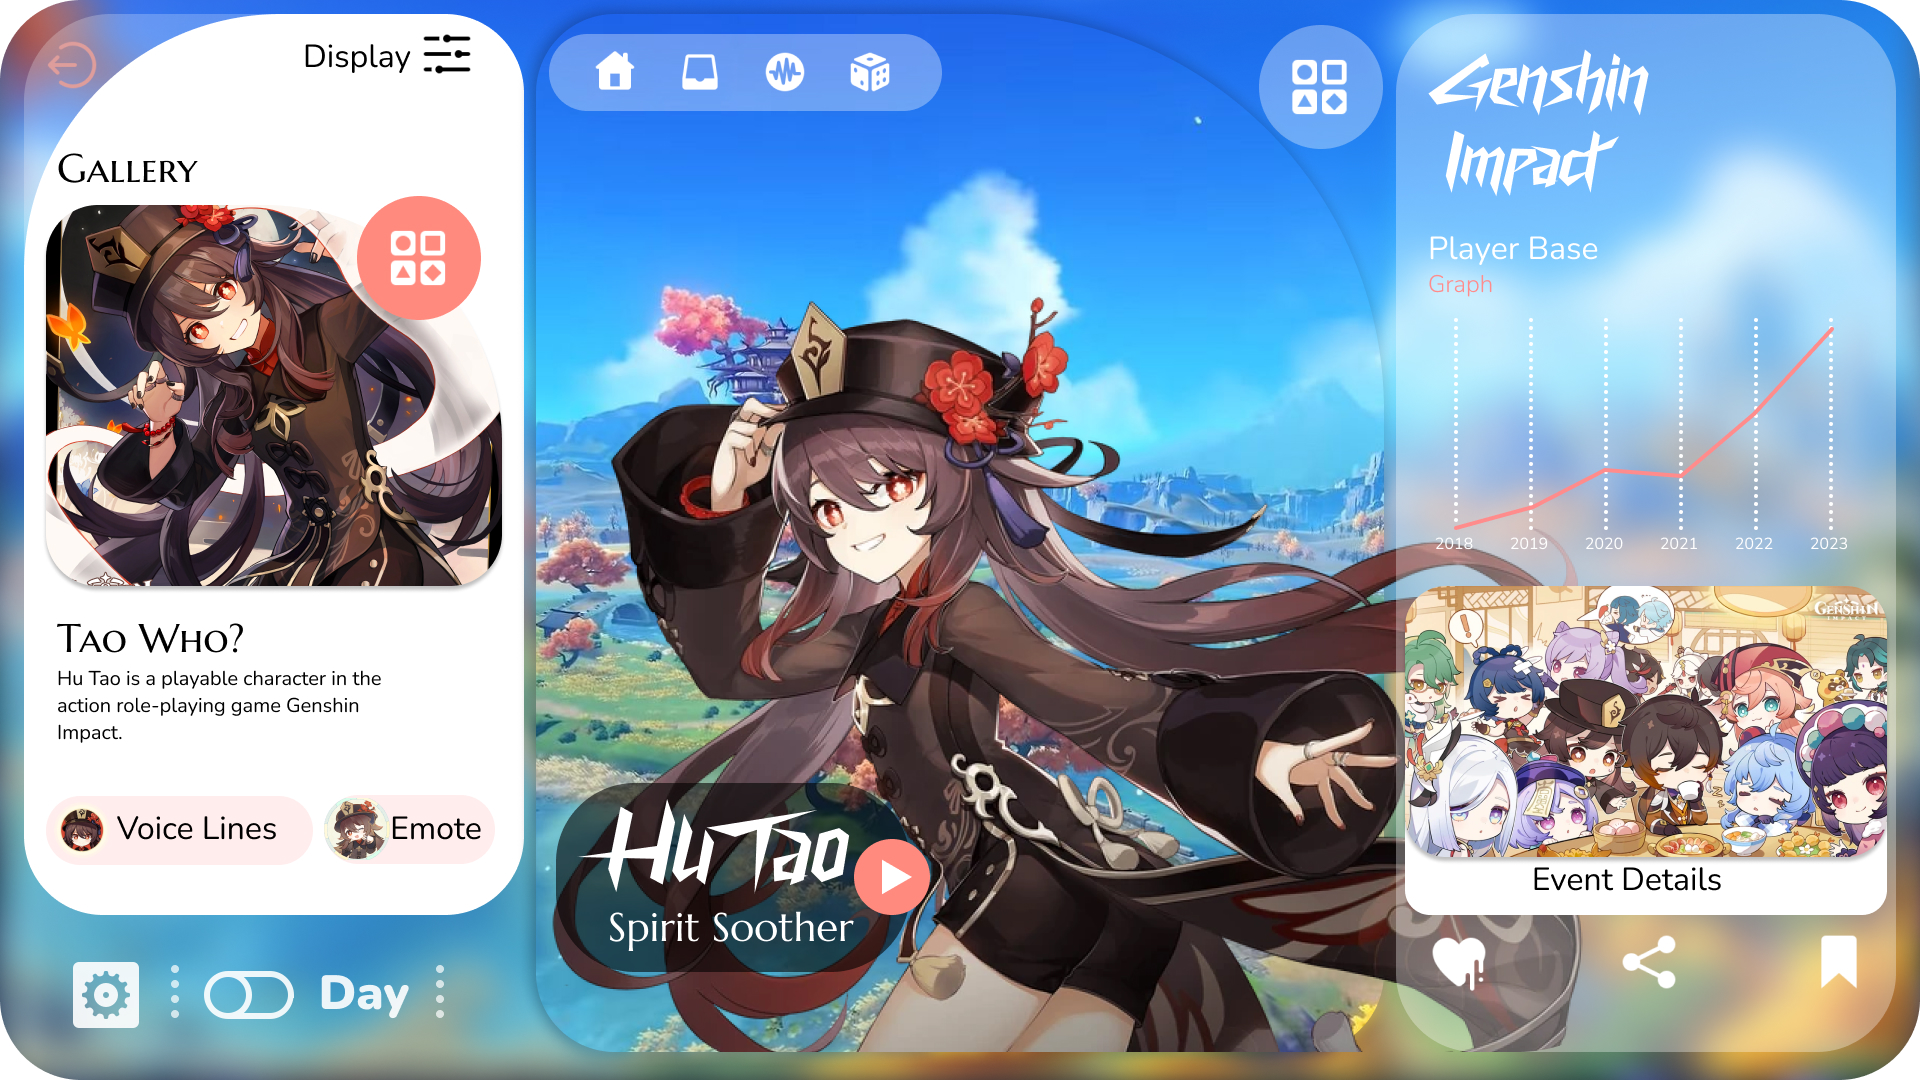 Display
Gallery
Tao Who?
Hu Tao is a playable character in the
action role-playing game Genshin
Impact.
Voice Lines
Emote
Day
Hu Tao
Spirit Soother
Genshin
Impact
Player Base
Graph
2018 2019 2020 2021 2022 2023
GENSHIN
IMPACT
Event Details